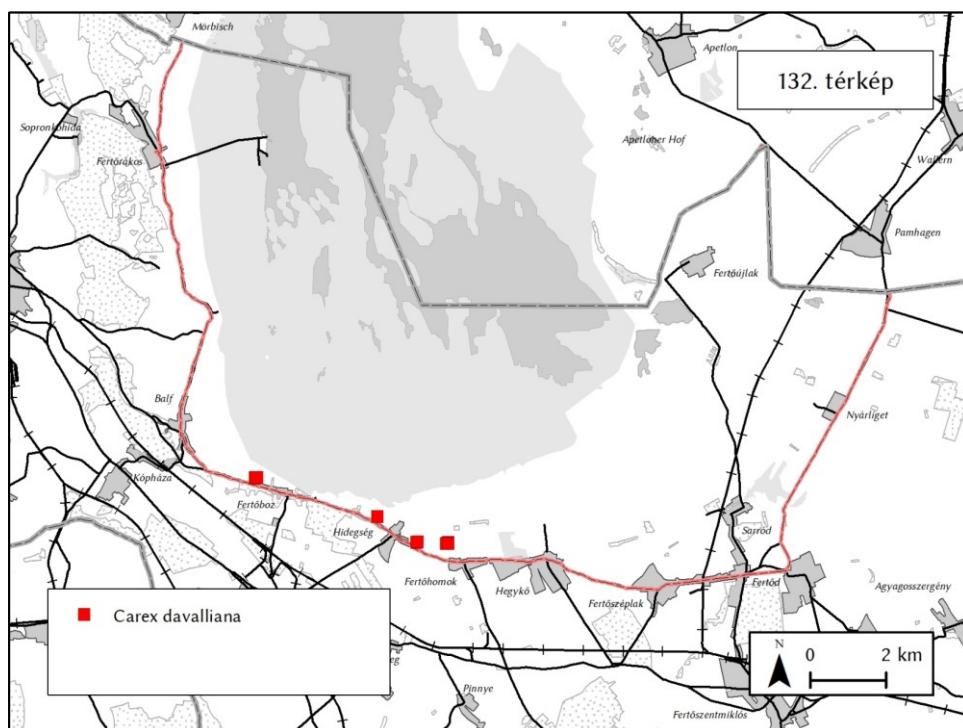 Mörbisch
Apetlon
132. térkép
Sopronkőhida
Fertőrákos
Apetloner Hof
Wallern
Pamhagen
Fertőújlak
Balf
Nyárliget
Kópháza
Fertőboz
Hidegség
Sarród
Fertőhomok
Hegykő
Fertőszéplak
Fertőd
Agyagosszergény
Carex davalliana
N
0 2 km
Pinnye
Fertőszentmiklós